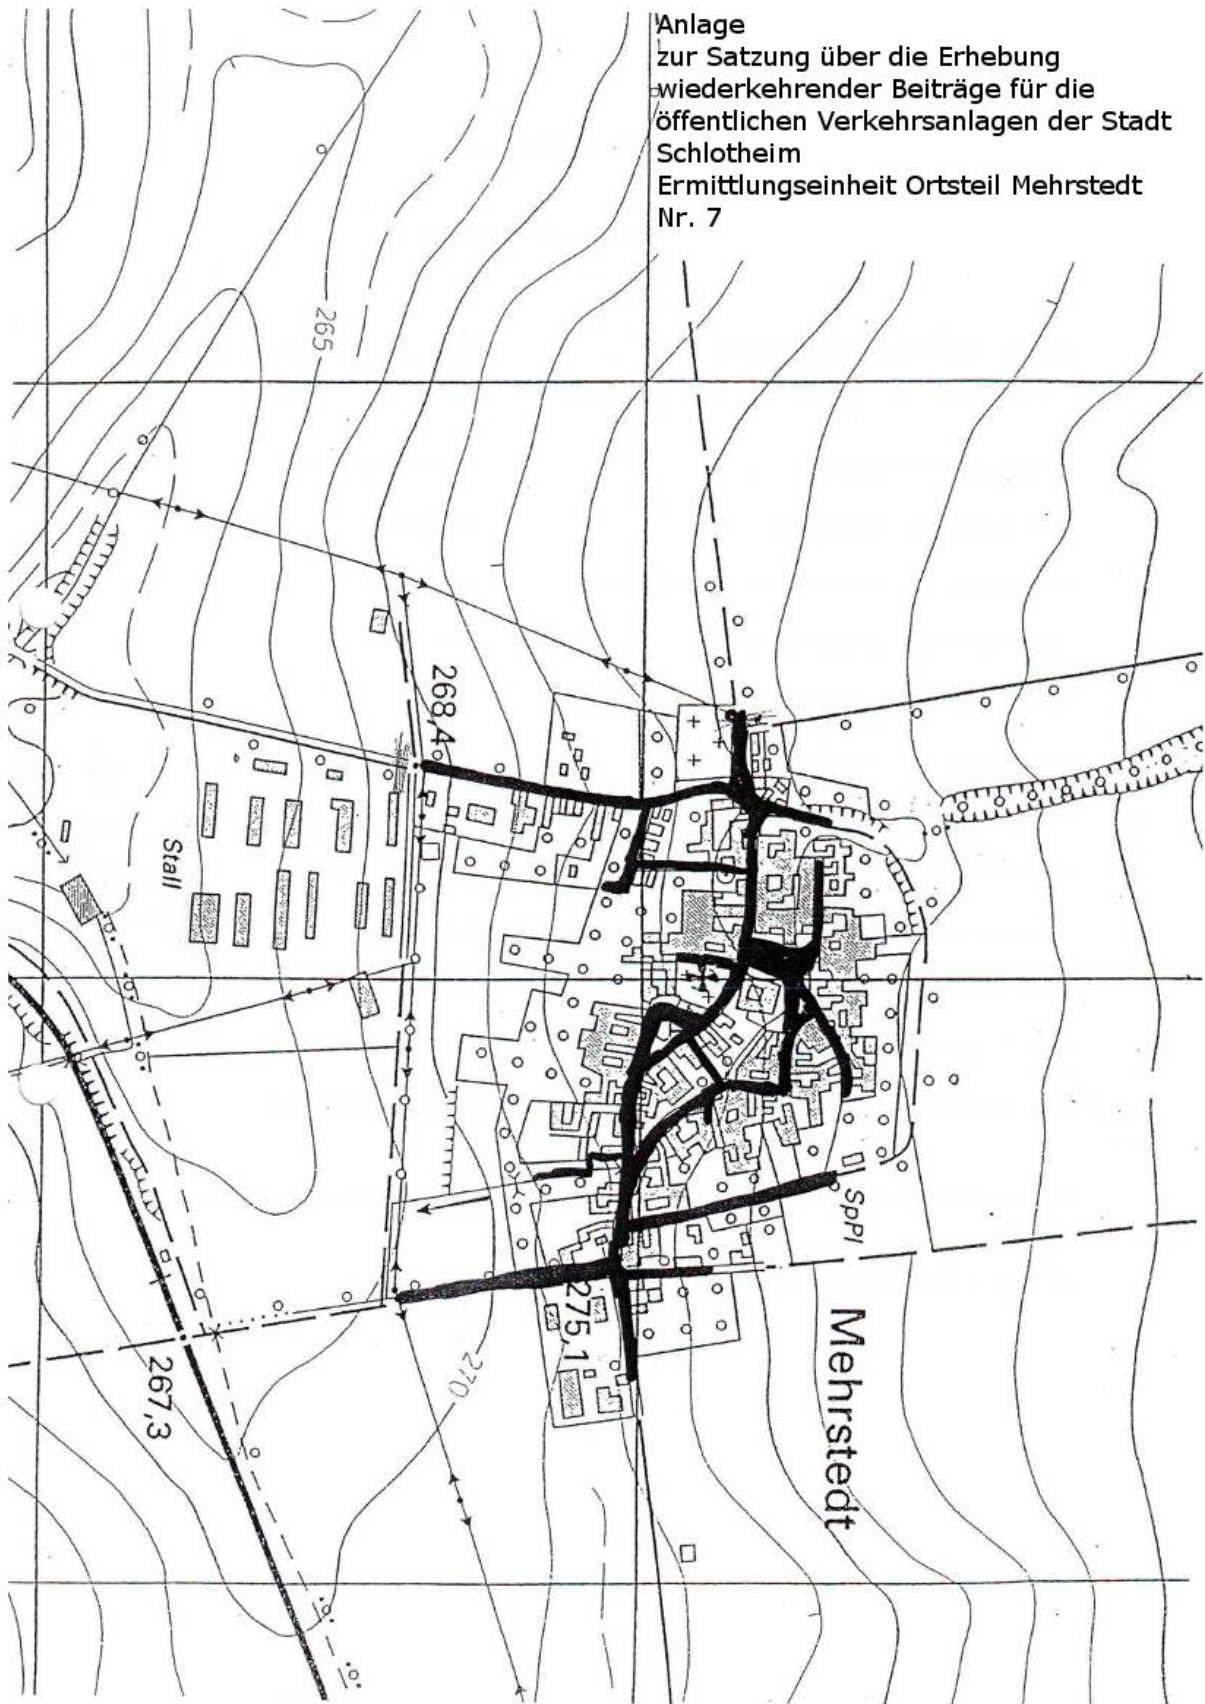 Anlage
zur Satzung über die Erhebung
wiederkehrender Beiträge für die
öffentlichen Verkehrsanlagen der Stadt
Schlotheim
Ermittlungseinheit Ortsteil Mehrstedt
Nr. 7
265
268,4
Stall
SpPl
275,1
Mehrstedt
267,3
270